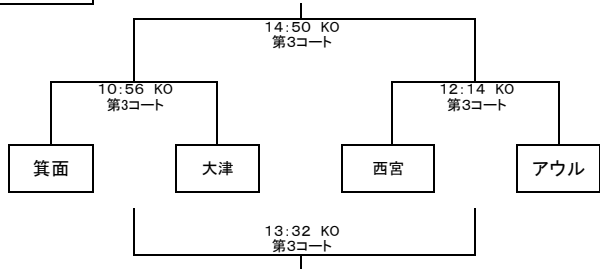 14:50 KO
第3コート
10:56 KO
第3コート
12:14 KO
第3コート
箕面
大津
西宮
アウル
13:32 KO
第3コート